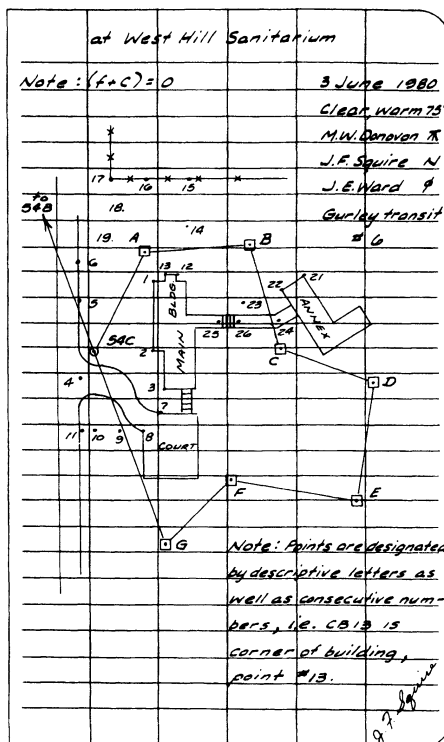 at West Hill Sanitarium
Note: (f+C) = 0
3 June 1980
Clear, warm 75°
M.W. Donovan ⊼
J.F. Squire N
J.E. Ward φ
Gurley transit
#6
to
54B
17
16
15
18.
19.
14
A
B
6
5
1
13
12
BLDG
MAIN
22
21
ANNEX
23
24
25
26
54C
2
C
4
3
D
7
11
10
9
8
COURT
F
E
G
Note: Points are designated
by descriptive letters as
well as consecutive num-
bers, i.e. CB13 is
corner of building,
point #13.
J. F. Squire